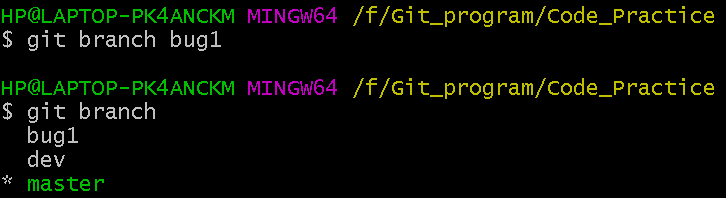 HP@LAPTOP-PK4ANCKM MINGW64 /f/Git_program/Code_Practice
$ git branch bug1
HP@LAPTOP-PK4ANCKM MINGW64 /f/Git_program/Code_Practice
$ git branch
bug1
dev
* master